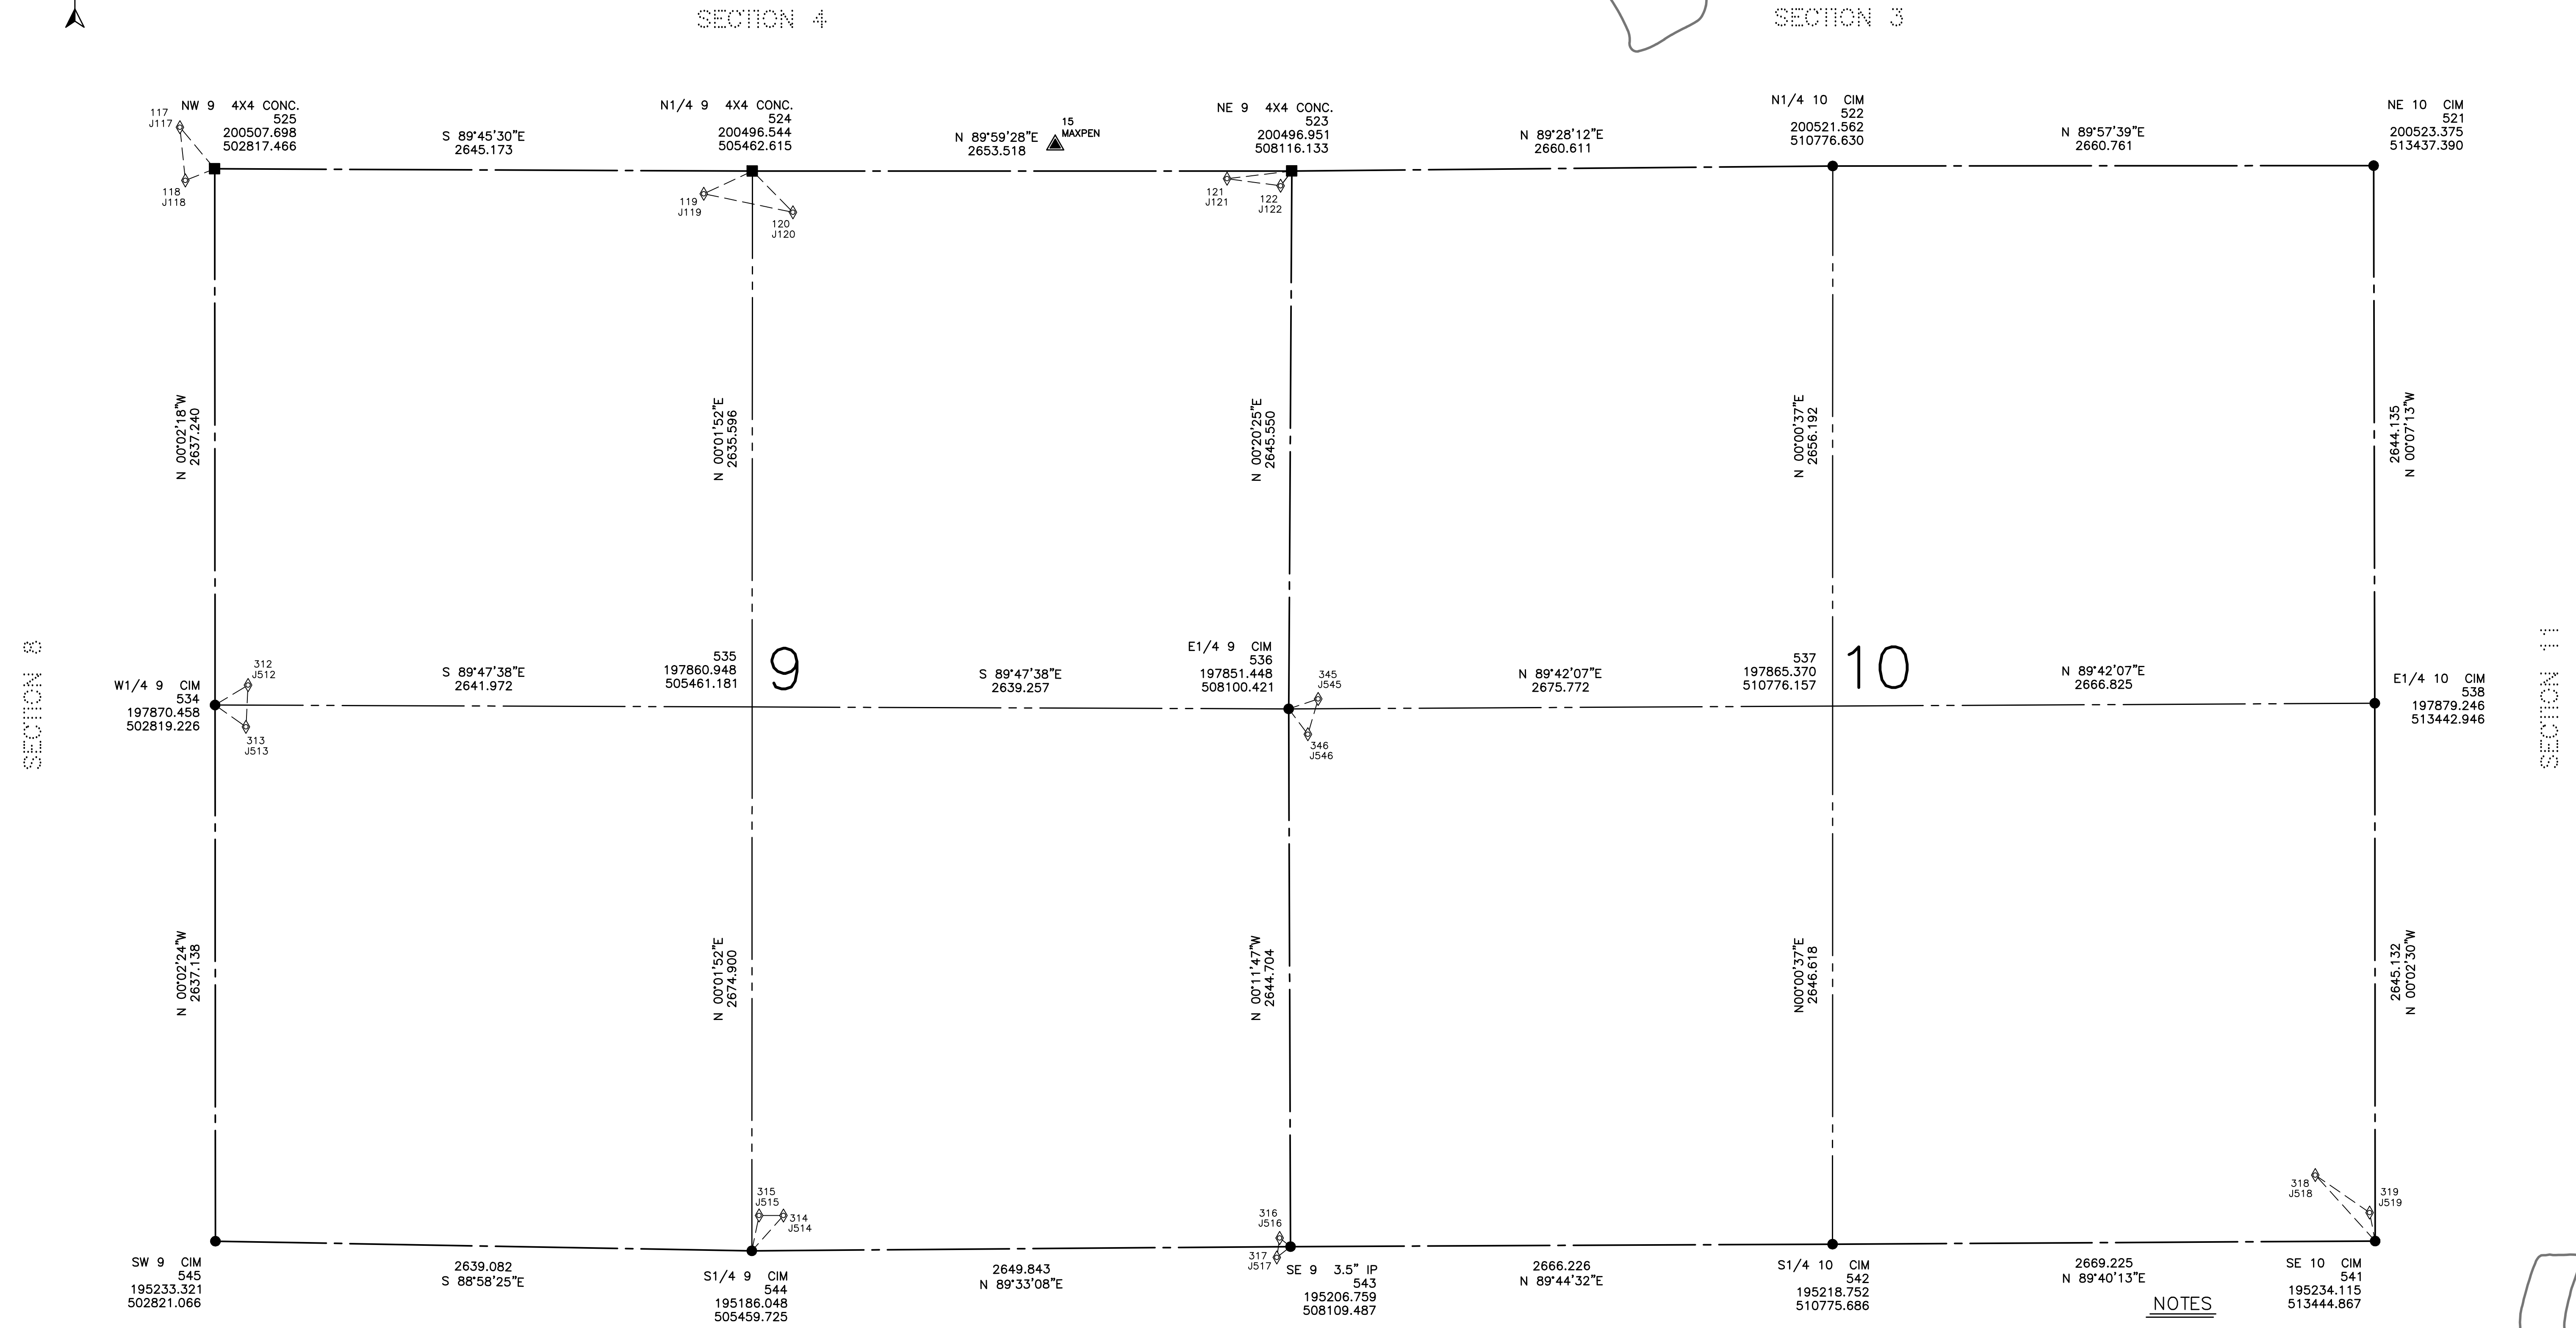 SECTION 4
SECTION 3
117
J117
NW 9 4X4 CONC.
525
200507.698
502817.466
118
J118
S 89°45'30"E
2645.173
N1/4 9 4X4 CONC.
524
200496.544
505462.615
119
J119
120
J120
N 89°59'28"E
2653.518
15
MAXPEN
NE 9 4X4 CONC.
523
200496.951
508116.133
121
J121
122
J122
N 89°28'12"E
2660.611
N1/4 10 CIM
522
200521.562
510776.630
N 89°57'39"E
2660.761
NE 10 CIM
521
200523.375
513437.390
N 00°02'18"W
2637.240
N 00°01'52"E
2635.596
N 00°20'25"E
2645.550
N 00°00'37"E
2656.192
2644.135
N 00°07'13"W
SECTION 8
W1/4 9 CIM
534
197870.458
502819.226
312
J512
313
J513
S 89°47'38"E
2641.972
535
197860.948
505461.181
9
S 89°47'38"E
2639.257
E1/4 9 CIM
536
197851.448
508100.421
345
J545
346
J546
N 89°42'07"E
2675.772
537
197865.370
510776.157
10
N 89°42'07"E
2666.825
E1/4 10 CIM
538
197879.246
513442.946
SECTION 11
N 00°02'24"W
2637.138
N 00°01'52"E
2674.900
N 00°11'47"W
2644.704
N00°00'37"E
2646.618
2645.132
N 00°02'30"W
SW 9 CIM
545
195233.321
502821.066
2639.082
S 88°58'25"E
315
J515
314
J514
S1/4 9 CIM
544
195186.048
505459.725
2649.843
N 89°33'08"E
316
J516
317
J517
SE 9 3.5" IP
543
195206.759
508109.487
2666.226
N 89°44'32"E
S1/4 10 CIM
542
195218.752
510775.686
2669.225
N 89°40'13"E
318
J518
319
J519
SE 10 CIM
541
195234.115
513444.867
NOTES